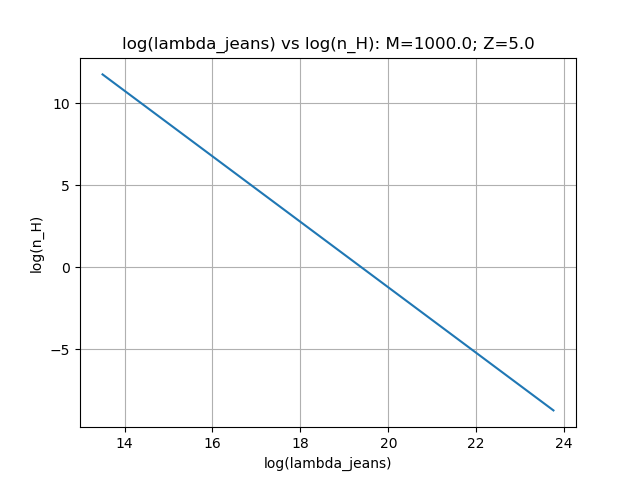 log(lambda_jeans) vs log(n_H): M=1000.0; Z=5.0
log(n_H)
10
5
0
−5
14 16 18 20 22 24
log(lambda_jeans)